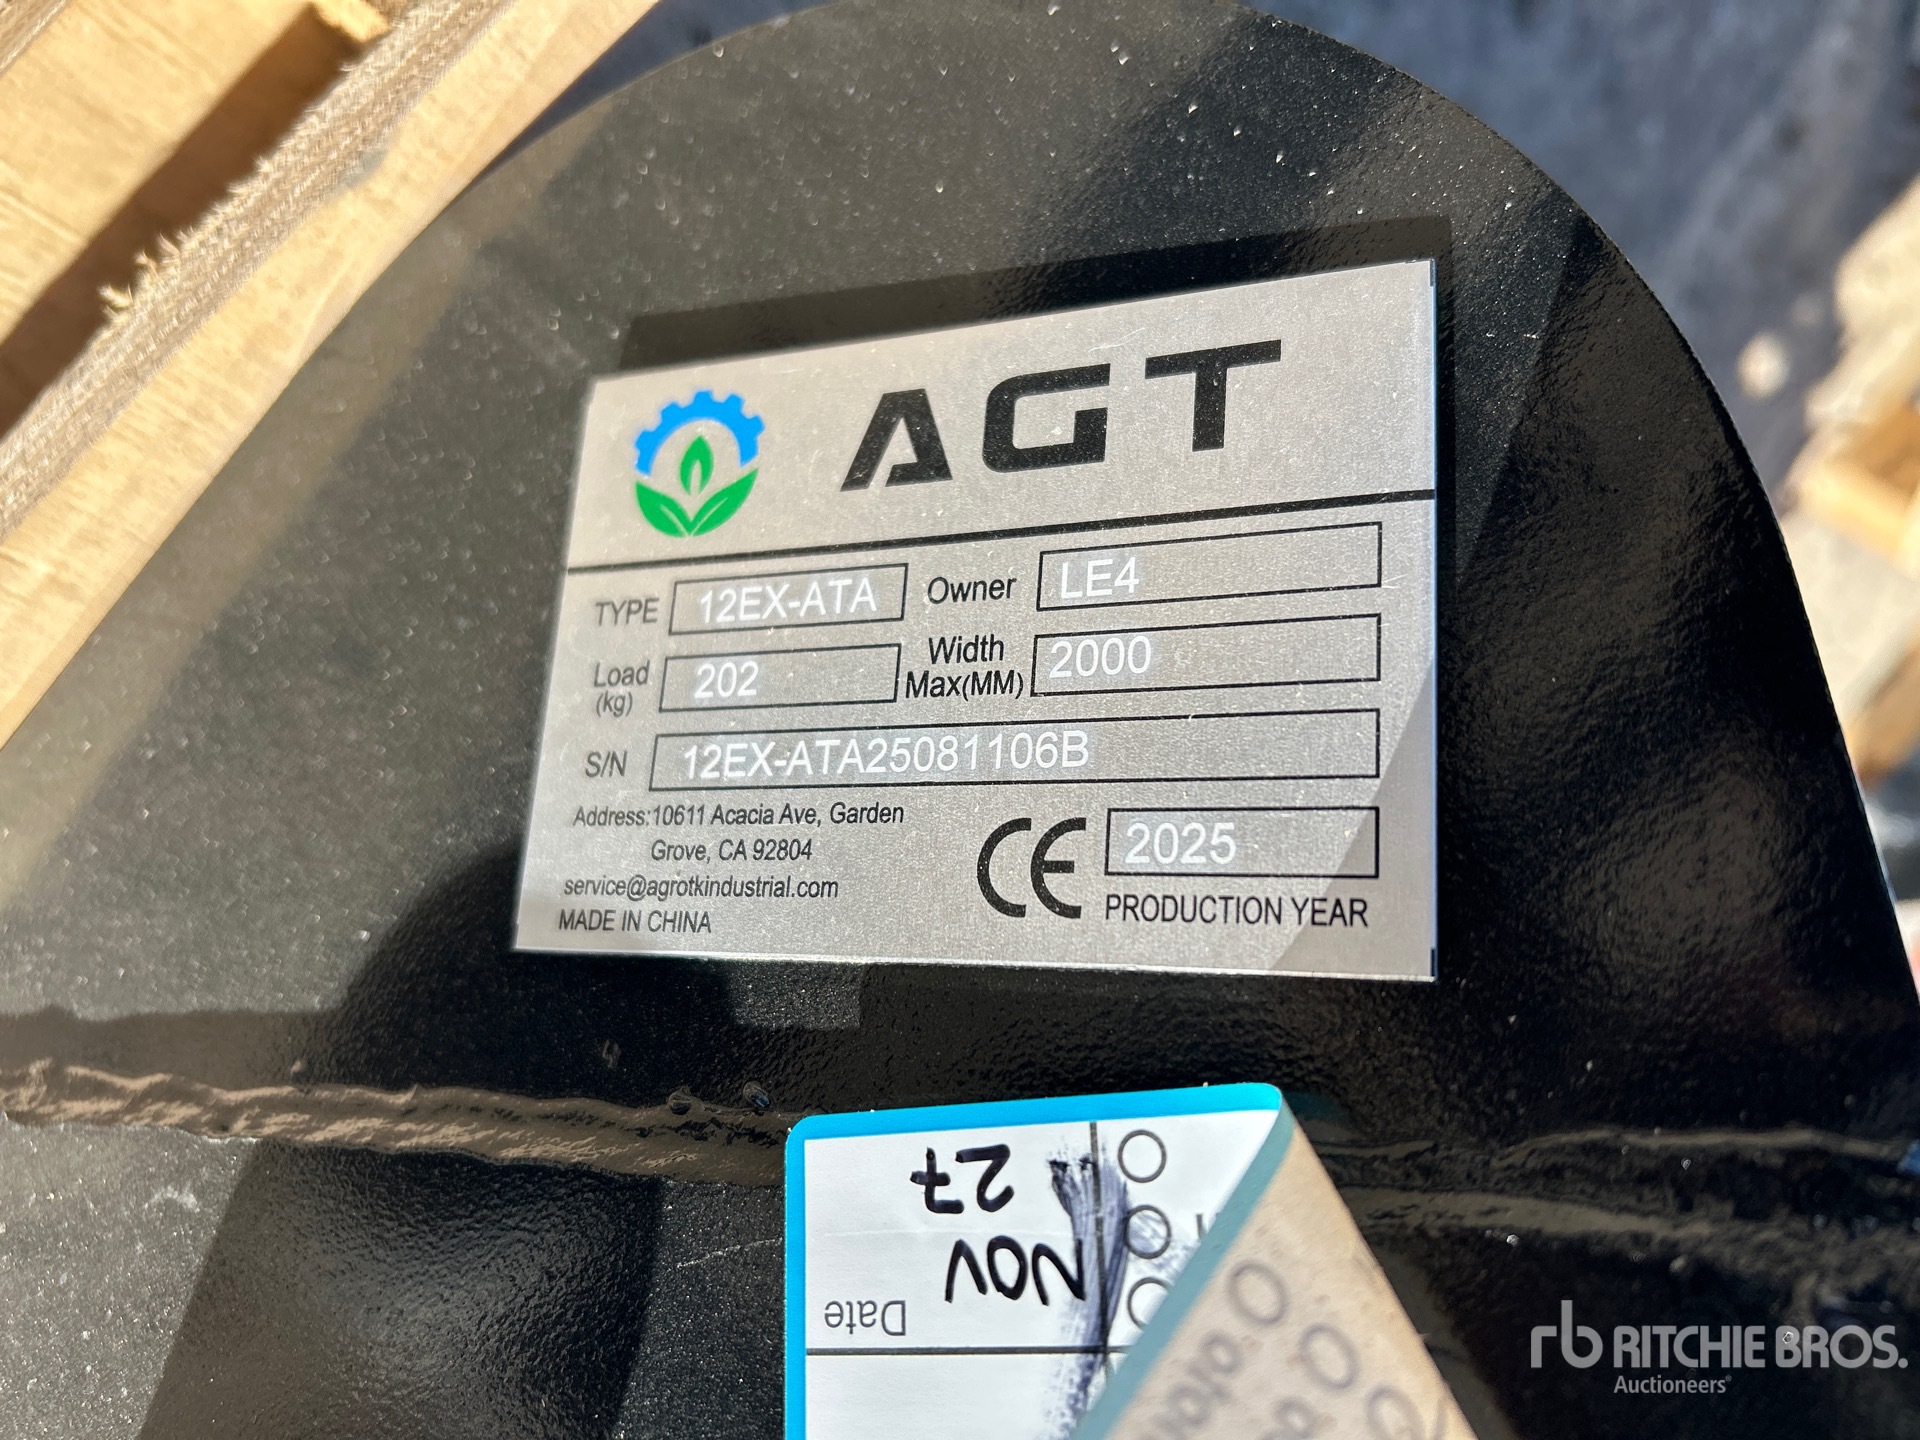 AGT
TYPE 12EX-ATA Owner LE4
Load (kg) 202 Width Max(MM) 2000
S/N 12EX-ATA25081106B
Address:10611 Acacia Ave, Garden
Grove, CA 92804
service@agrotkindustrial.com
MADE IN CHINA
CE 2025
PRODUCTION YEAR
Date NOV
27
rb RITCHIE BROS.
Auctioneers